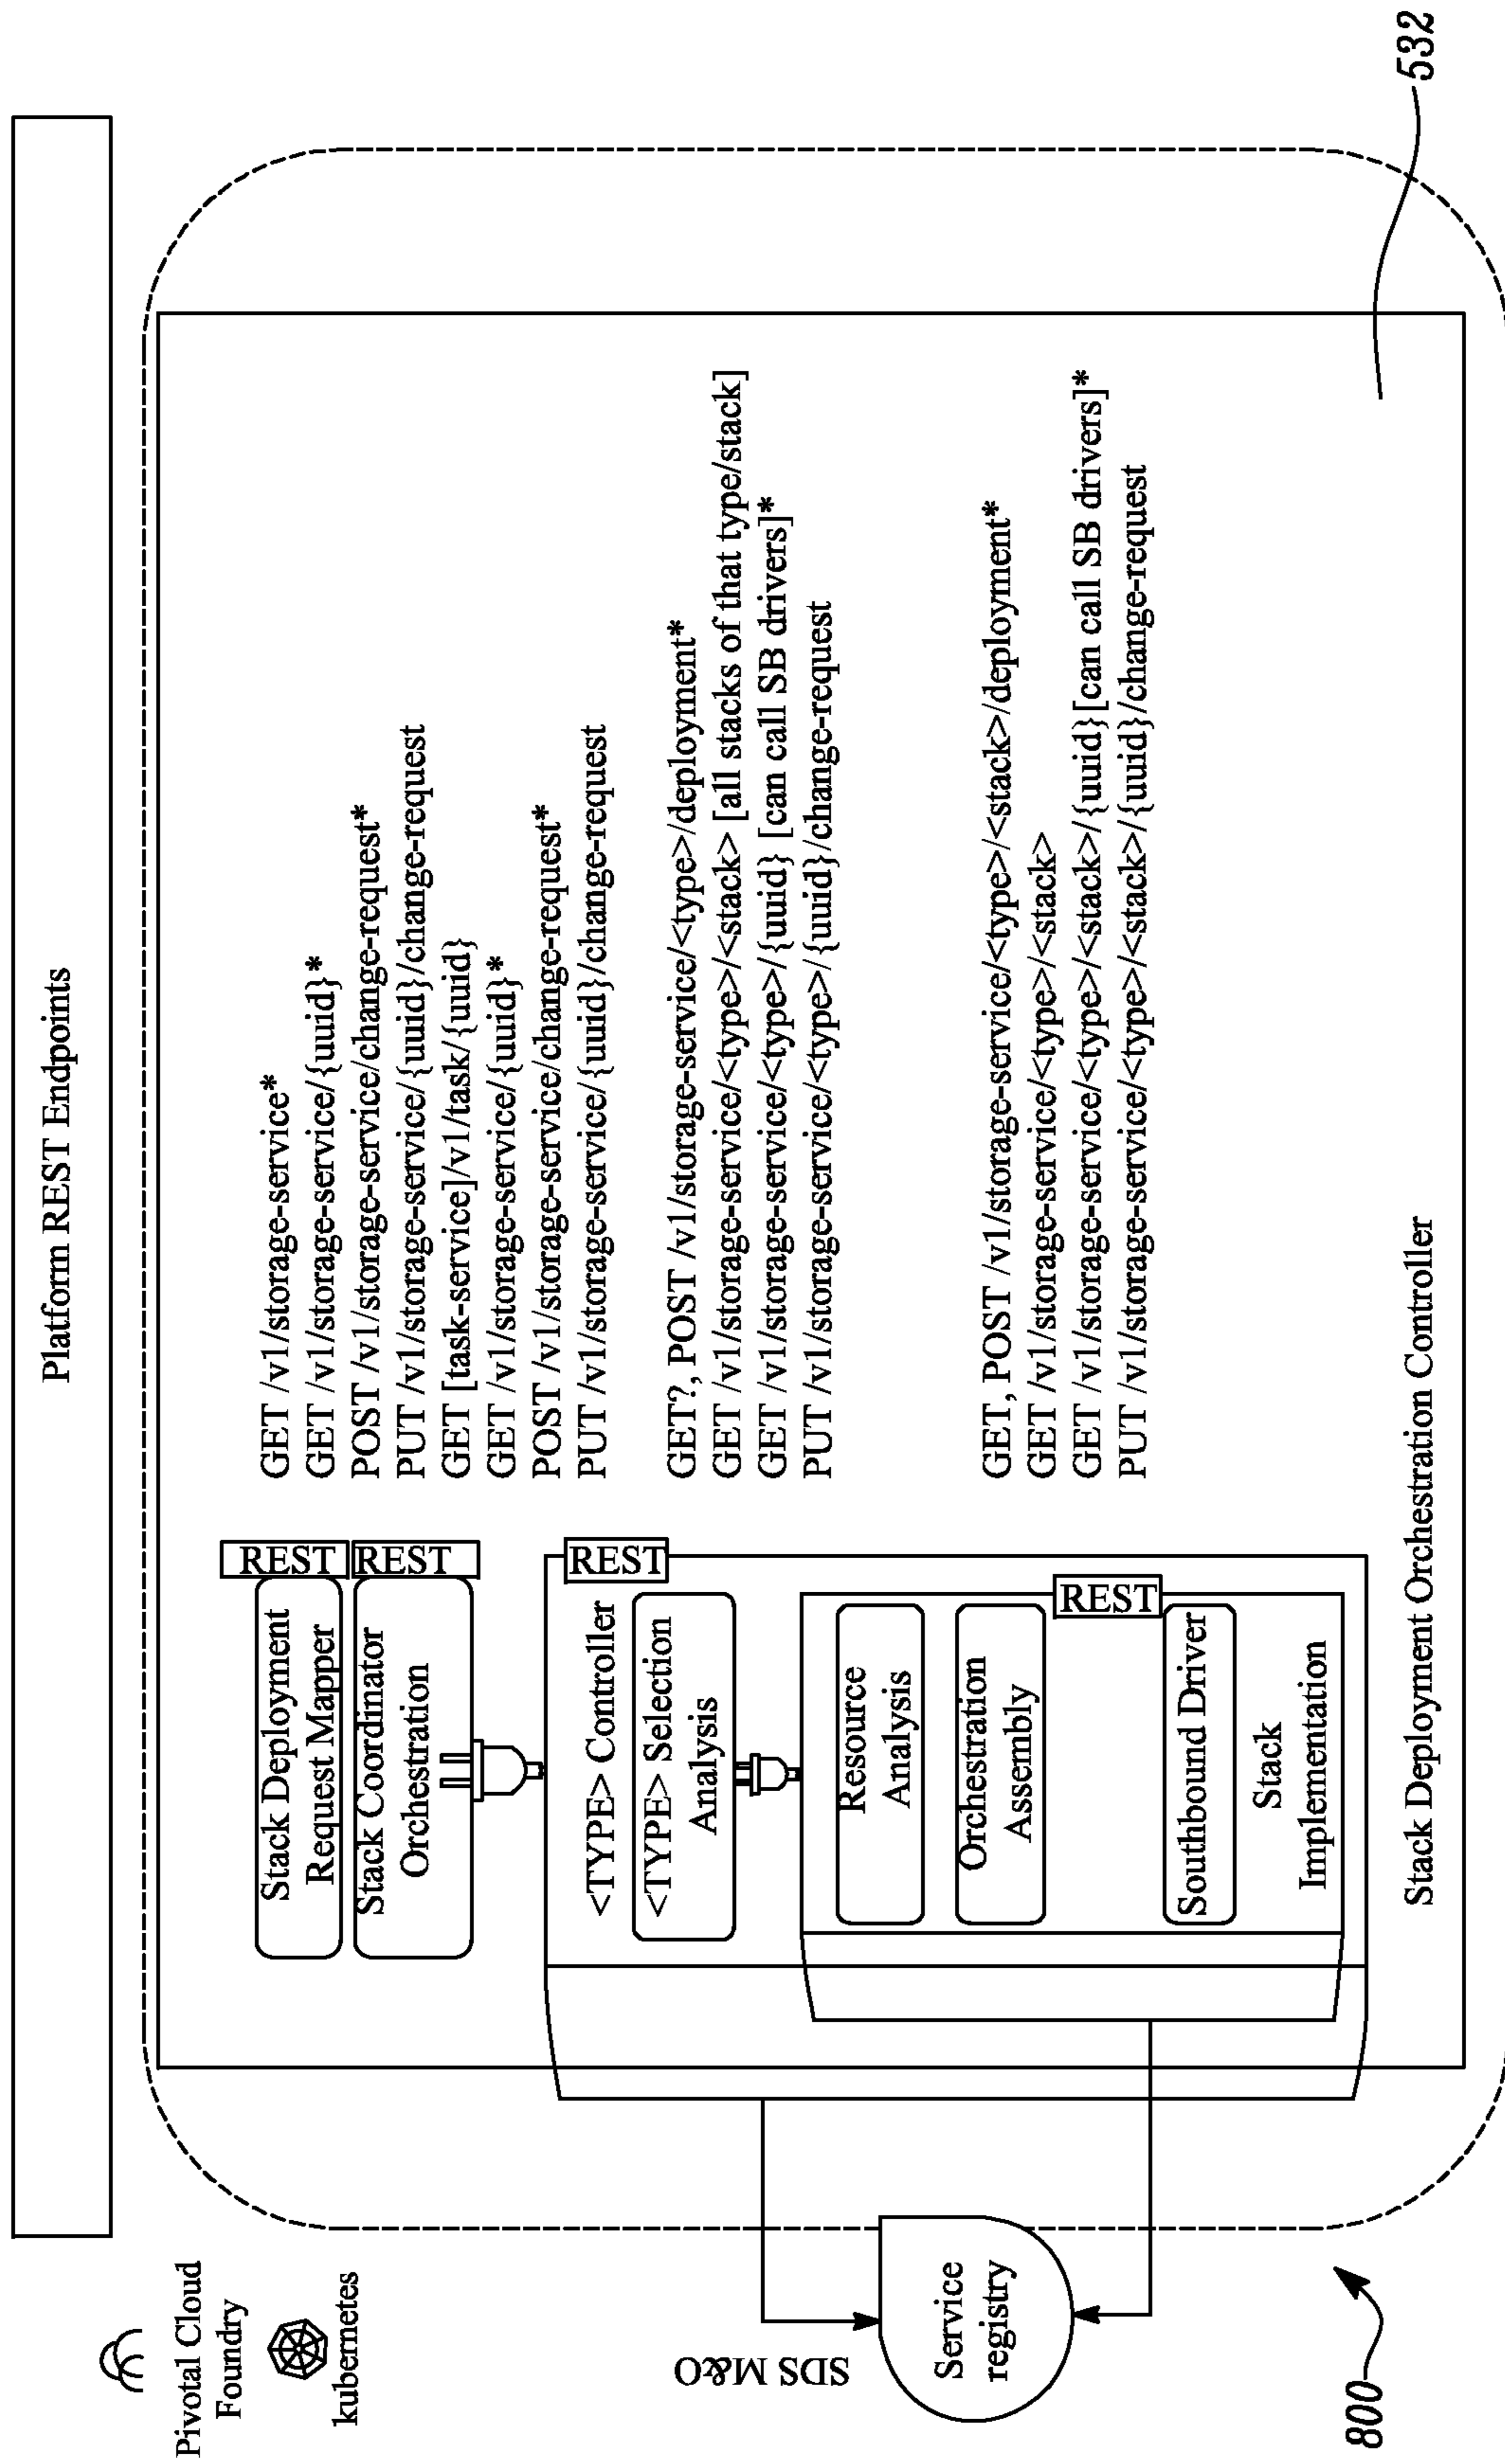 Platform REST Endpoints
Pivotal Cloud
Foundry
kubernetes
REST
Stack Deployment
Request Mapper
REST
Stack Coordinator
Orchestration
GET /v1/storage-service*
GET /v1/storage-service/{uuid}*
POST /v1/storage-service/change-request*
PUT /v1/storage-service/{uuid}/change-request
GET [task-service]/v1/task/{uuid}
GET /v1/storage-service/{uuid}*
POST /v1/storage-service/change-request*
PUT /v1/storage-service/{uuid}/change-request
REST
<TYPE> Controller
<TYPE> Selection
Analysis
GET?, POST /v1/storage-service/<type>/deployment*
GET /v1/storage-service/<type>/<stack> [all stacks of that type/stack]
GET /v1/storage-service/<type>/{uuid} [can call SB drivers]*
PUT /v1/storage-service/<type>/{uuid}/change-request
Resource
Analysis
Orchestration
Assembly
REST
Southbound Driver
Stack
Implementation
GET, POST /v1/storage-service/<type>/<stack>/deployment*
GET /v1/storage-service/<type>/<stack>
GET /v1/storage-service/<type>/<stack>/{uuid}[can call SB drivers]*
PUT /v1/storage-service/<type>/<stack>/{uuid}/change-request
SDS M&O
Service
registry
Stack Deployment Orchestration Controller
532
800